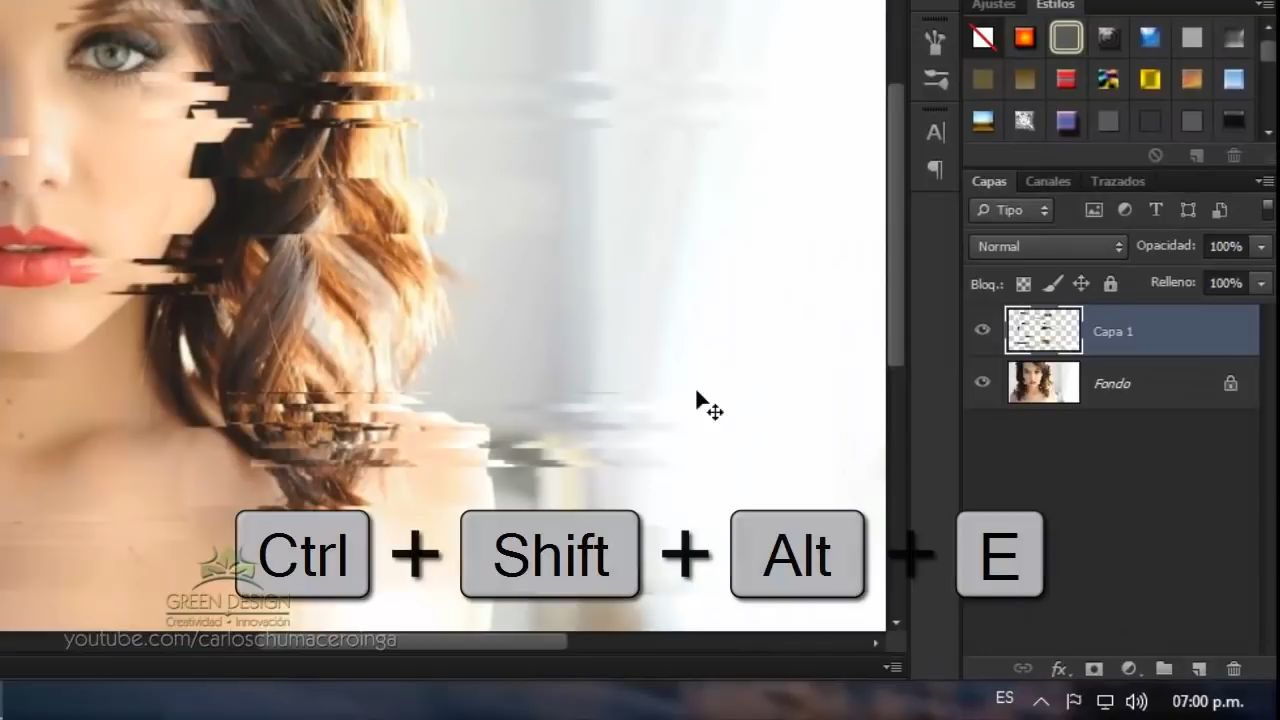 Ajustes Estilos
A
Capas Canales Trazados
Tipo T
Normal Opacidad: 100%
Bloq.: Relleno: 100%
Capa 1
Fondo
Ctrl + Shift + Alt + E
GREEN DESIGN
Creatividad · Innovación
youtube.com/carloschumaceroinga
fx
ES 07:00 p.m.